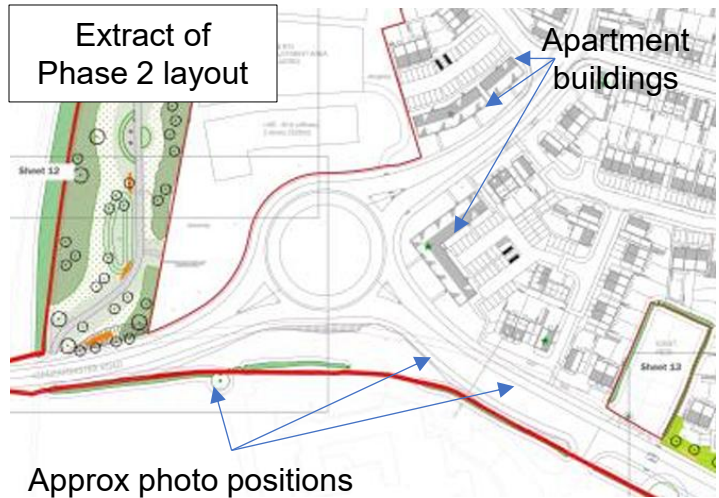 Extract of
Phase 2 layout
Apartment
buildings
Sheet 12
Sheet 13
Approx photo positions